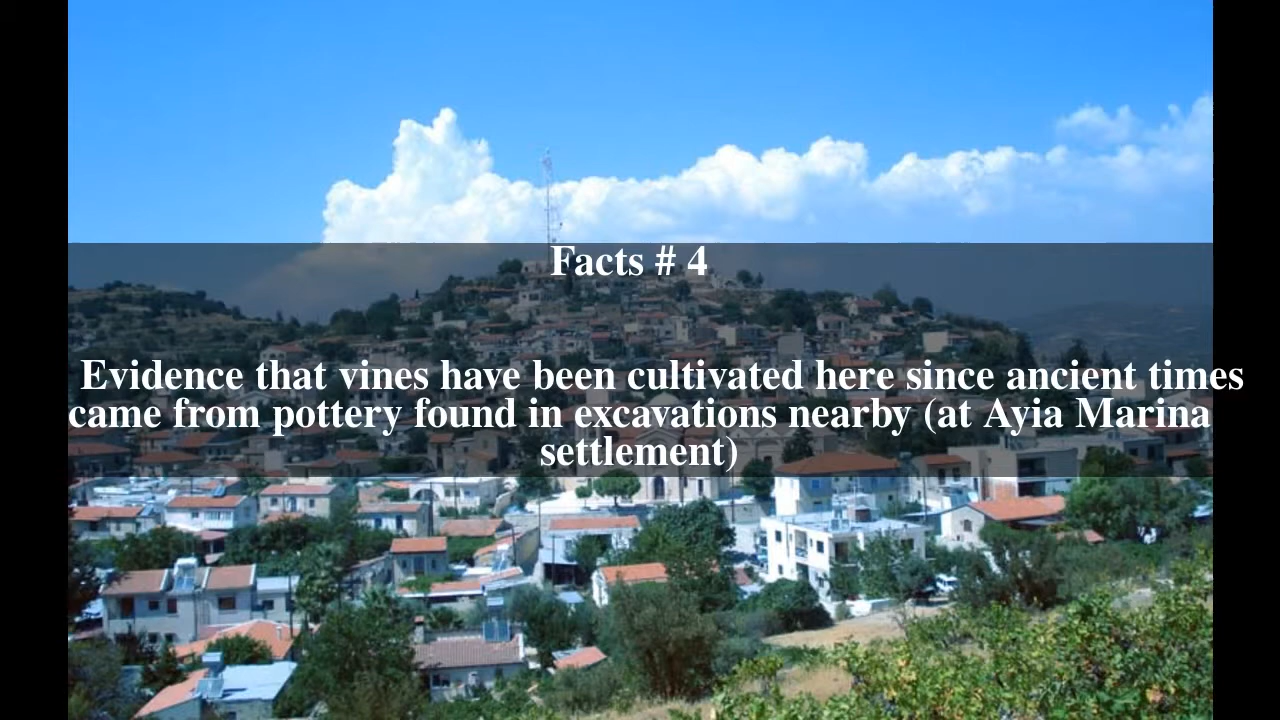 Facts # 4
Evidence that vines have been cultivated here since ancient times
came from pottery found in excavations nearby (at Ayia Marina
settlement)